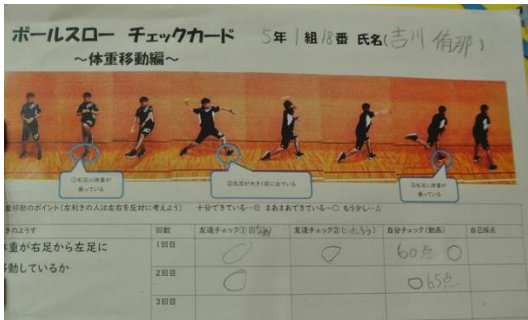 ボールスロー チェックカード 5年 1組 18番 氏名(吉川 侑那)
～体重移動編～
①右足に体重が
乗っている
②左足が大きく前に出ている
③左足に体重が
乗っている
重移動のポイント(左利きの人は左右を反対に考えよう) 十分できている…◎ まあまあできている…○ もう少し…△
きのようす 回数 友達チェック① 友達チェック② 自分チェック(動画) 自己採点
体重が右足から左足に
移動しているか
1回目 ○ ○ 60点 ○
2回目 ○ ○ 65点
3回目